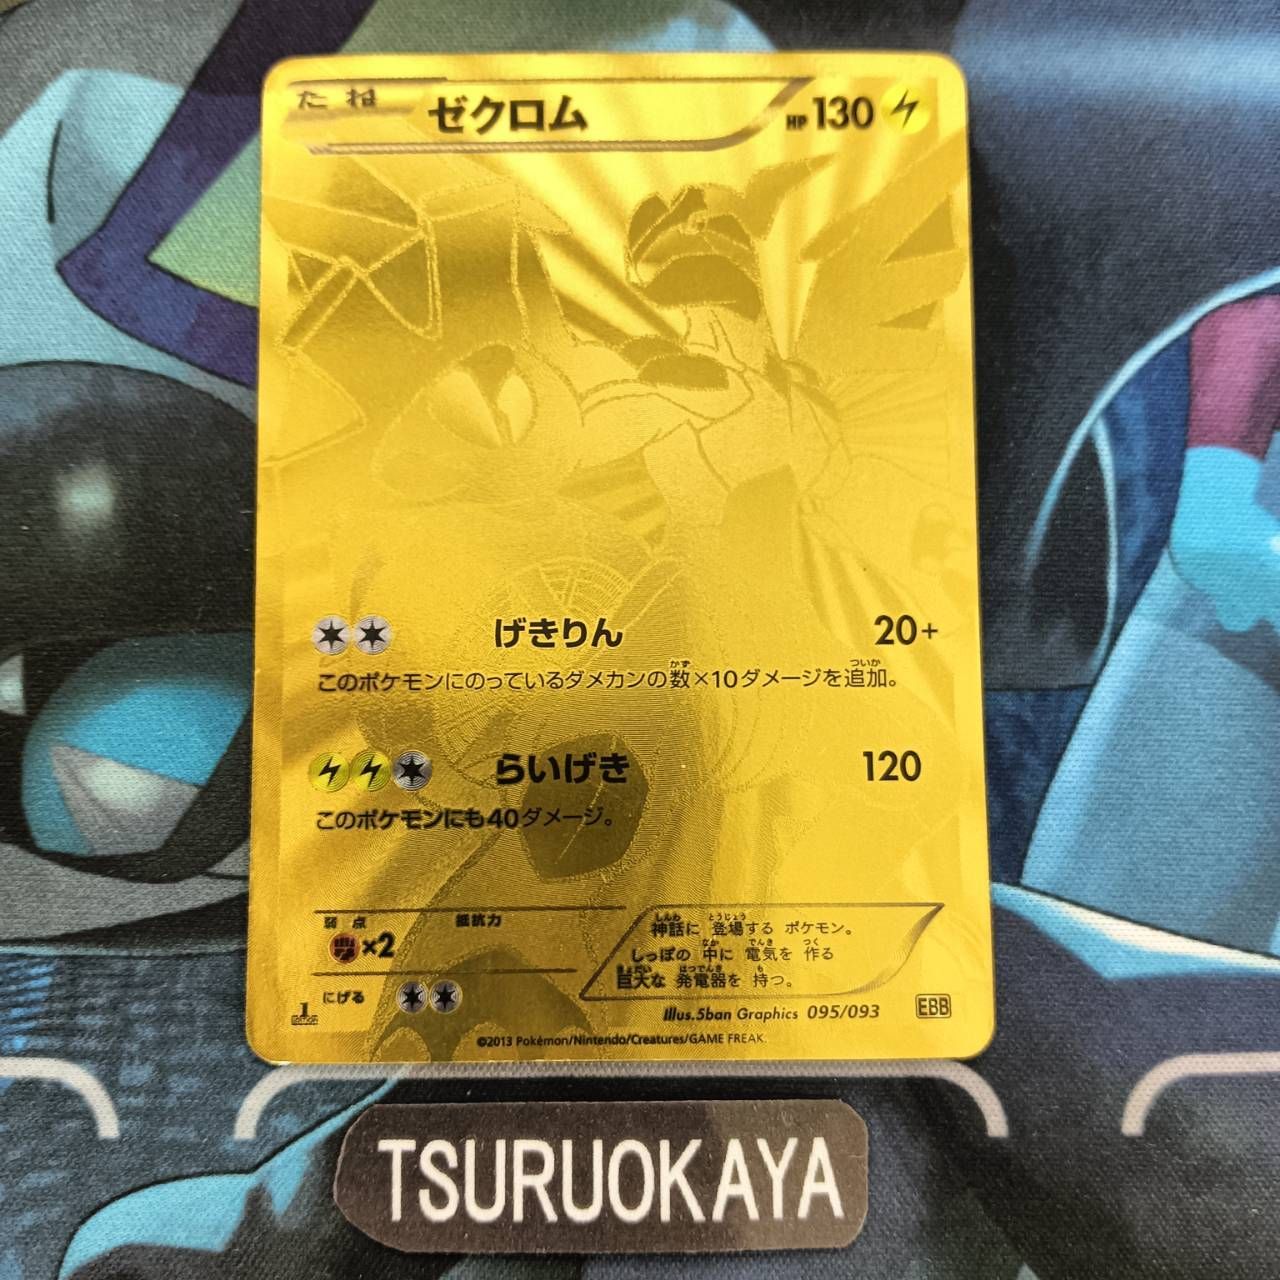 たね ゼクロム HP130
げきりん 20+
このポケモンにのっているダメカンの数×10ダメージを追加。
らいげき 120
このポケモンにも40ダメージ。
弱点 抵抗力
×2
にげる
神話に 登場する ポケモン。
しっぽの 中に 電気を 作る
巨大な 発電器を 持つ。
1 EDITION
Illus.5ban Graphics 095/093 EBB
©2013 Pokémon/Nintendo/Creatures/GAME FREAK.
TSURUOKAYA